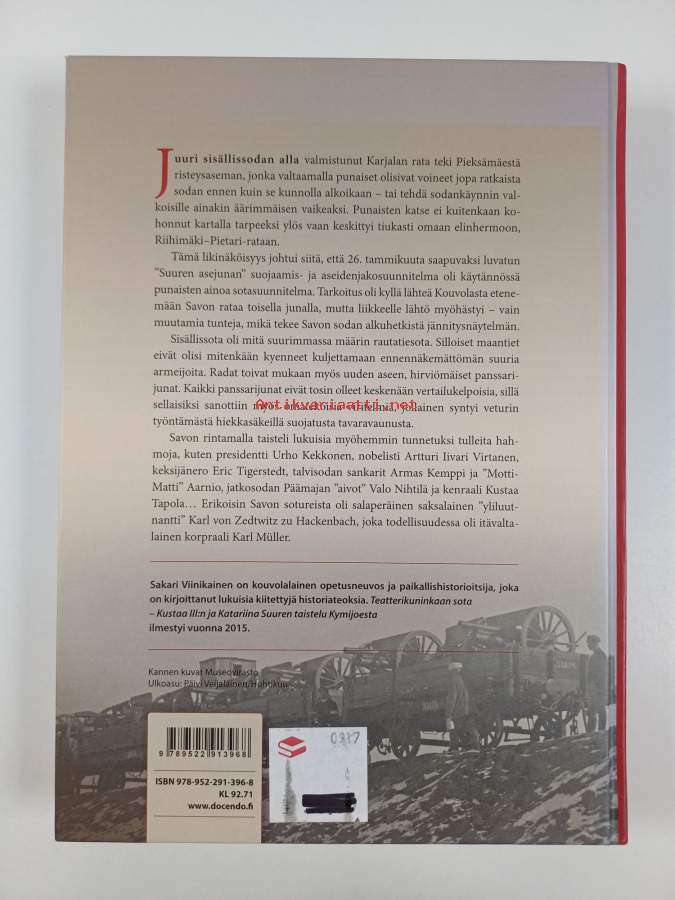 Juuri sisällissodan alla valmistunut Karjalan rata teki Pieksämäestä
risteysaseman, jonka valtaamalla punaiset olisivat voineet jopa ratkaista
sodan ennen kuin se kunnolla alkoikaan – tai tehdä sodankäynnin val-
koisille ainakin äärimmäisen vaikeaksi. Punaisten katse ei kuitenkaan ko-
honnut kartalla tarpeeksi ylös vaan keskittyi tiukasti omaan elinhermoon,
Riihimäki–Pietari-rataan.
Tämä likinäköisyys johtui siitä, että 26. tammikuuta saapuvaksi luvatun
"Suuren asejunan" suojaamis- ja aseidenjakosuunnitelma oli käytännössä
punaisten ainoa sotasuunnitelma. Tarkoitus oli kyllä lähteä Kouvolasta etene-
mään Savon rataa toisella junalla, mutta liikkeelle lähtö myöhästyi – vain
muutamia tunteja, mikä tekee Savon sodan alkuhetkistä jännitysnäytelmän.
Sisällissota oli mitä suurimmassa määrin rautatiesota. Silloiset maantiet
eivät olisi mitenkään kyenneet kuljettamaan ennennäkemättömän suuria
armeijoita. Radat toivat mukaan myös uuden aseen, hirviömäiset panssari-
junat. Kaikki panssarijunat eivät tosin olleet keskenään vertailukelpoisia, sillä
sellaisiksi sanottiin myös omatekoisia viritelmiä, jollainen syntyi veturin
Antikvariaatti.net
työntämästä hiekkasäkeillä suojatusta tavaravaunusta.
Savon rintamalla taisteli lukuisia myöhemmin tunnetuksi tulleita hah-
moja, kuten presidentti Urho Kekkonen, nobelisti Artturi Iivari Virtanen,
keksijänero Eric Tigerstedt, talvisodan sankarit Armas Kemppi ja "Motti-
Matti" Aarnio, jatkosodan Päämajan "aivot" Valo Nihtilä ja kenraali Kustaa
Tapola… Erikoisin Savon sotureista oli salaperäinen saksalainen "yliluut-
nantti" Karl von Zedtwitz zu Hackenbach, joka todellisuudessa oli itävalta-
lainen korpraali Karl Müller.
Sakari Viinikainen on kouvolalainen opetusneuvos ja paikallishistorioitsija, joka
on kirjoittanut lukuisia kiitettyjä historiateoksia. Teatterikuninkaan sota
– Kustaa III:n ja Katariina Suuren taistelu Kymijoesta
ilmestyi vuonna 2015.
Kannen kuvat Museovirasto
Ulkoasu: Päivi Veijalainen/Huhtikuu
9 789522 913968
0317
ISBN 978-952-291-396-8
KL 92.71
www.docendo.fi